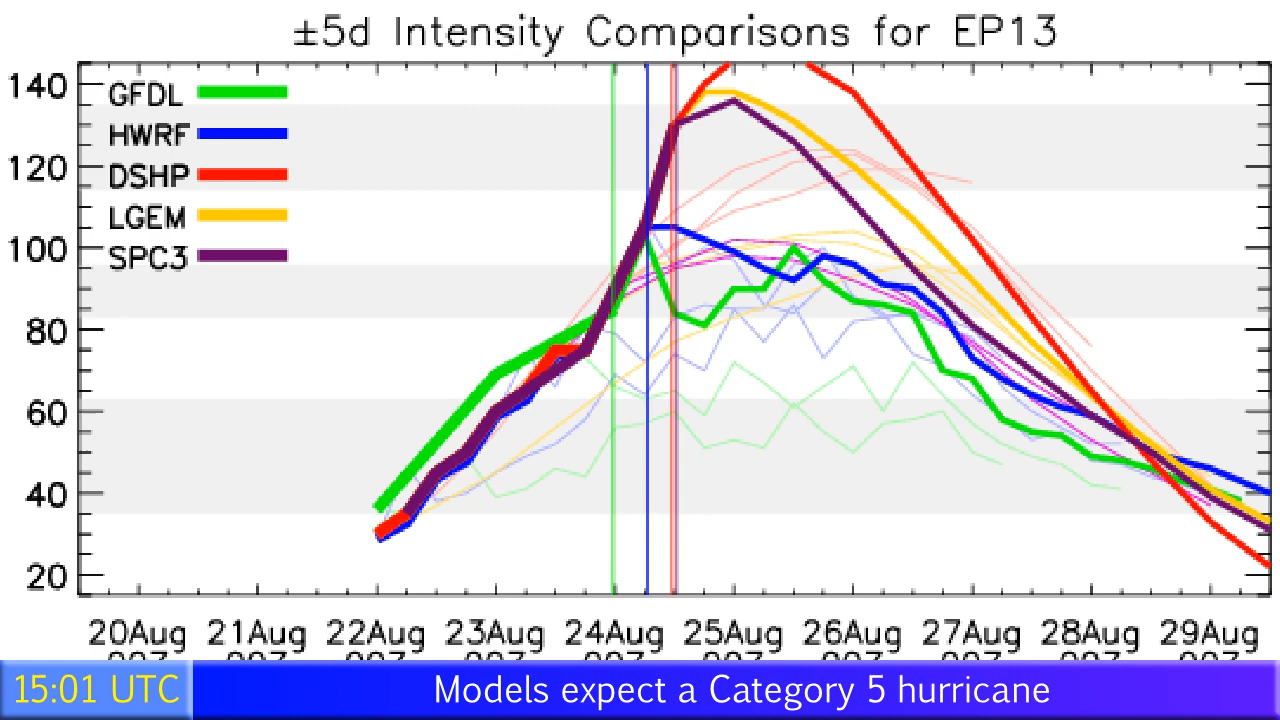 ±5d Intensity Comparisons for EP13
140
120
100
80
60
40
20
GFDL
HWRF
DSHP
LGEM
SPC3
20Aug 21Aug 22Aug 23Aug 24Aug 25Aug 26Aug 27Aug 28Aug 29Aug
15:01 UTC
Models expect a Category 5 hurricane